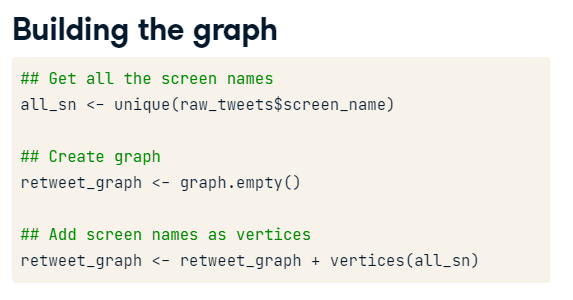 Building the graph
## Get all the screen names
all_sn <- unique(raw_tweets$screen_name)
## Create graph
retweet_graph <- graph.empty()
## Add screen names as vertices
retweet_graph <- retweet_graph + vertices(all_sn)